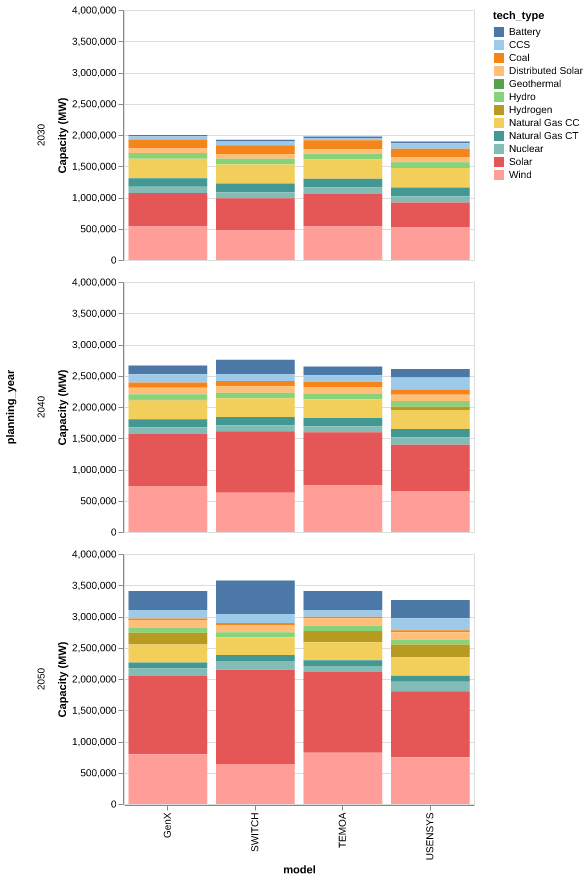 tech_type
Battery
CCS
Coal
Distributed Solar
Geothermal
Hydro
Hydrogen
Natural Gas CC
Natural Gas CT
Nuclear
Solar
Wind
planning_year
2030
Capacity (MW)
4,000,000
3,500,000
3,000,000
2,500,000
2,000,000
1,500,000
1,000,000
500,000
0
2040
Capacity (MW)
4,000,000
3,500,000
3,000,000
2,500,000
2,000,000
1,500,000
1,000,000
500,000
0
2050
Capacity (MW)
4,000,000
3,500,000
3,000,000
2,500,000
2,000,000
1,500,000
1,000,000
500,000
0
GenX
SWITCH
TEMOA
USENSYS
model